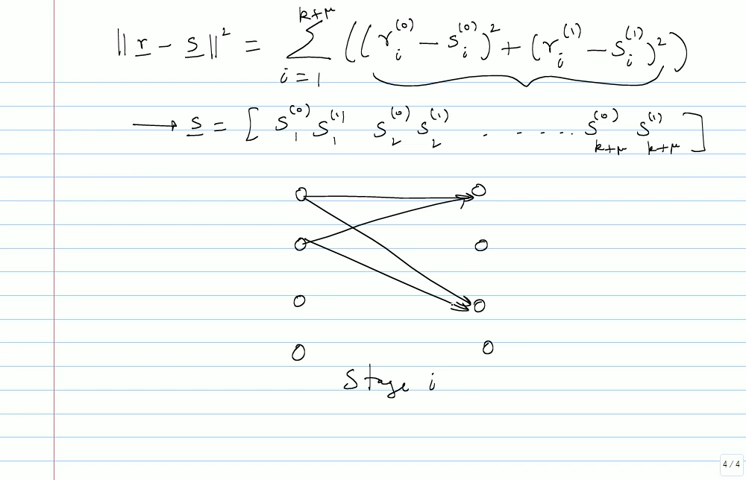 ‖r - s‖² = ∑_{i=1}^{k+μ} ((r_i^{(0)} - s_i^{(0)})² + (r_i^{(1)} - s_i^{(1)})²)
→ s = [ s_1^{(0)} s_1^{(1)} s_2^{(0)} s_2^{(1)} . . ..... s_{k+μ}^{(0)} s_{k+μ}^{(1)} ]
Stage i
4 / 4